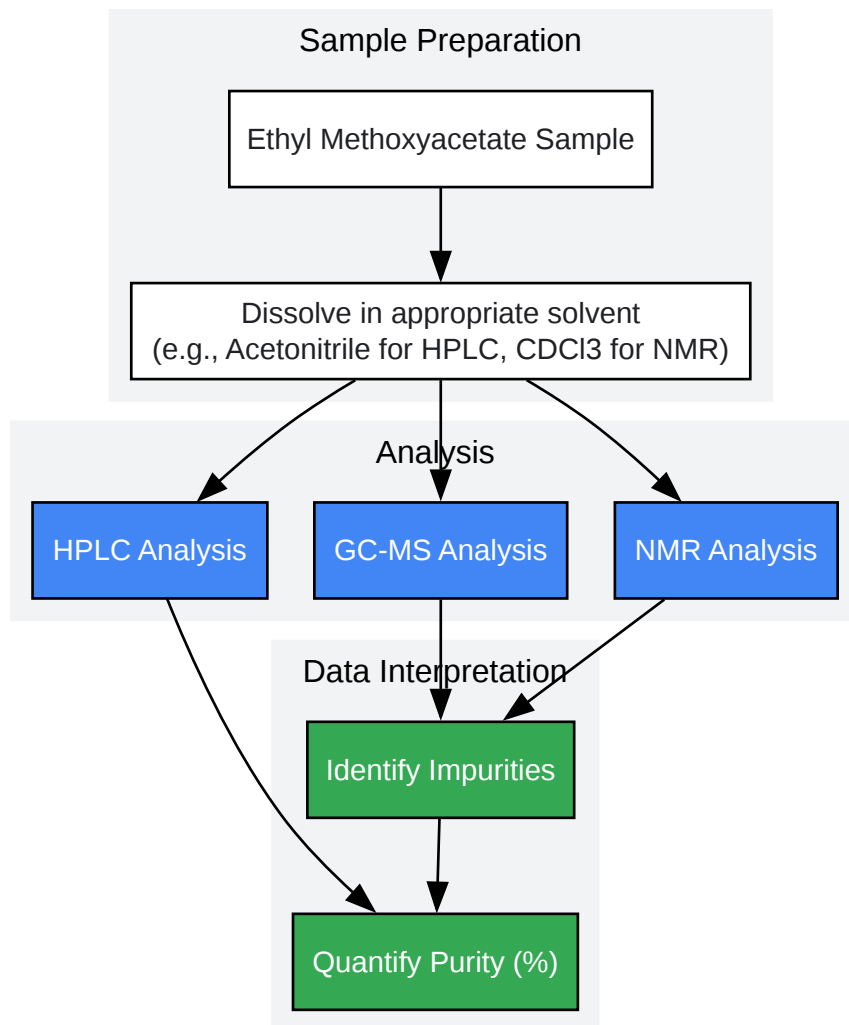 Sample Preparation
Ethyl Methoxyacetate Sample
Dissolve in appropriate solvent
(e.g., Acetonitrile for HPLC, CDCl3 for NMR)
Analysis
HPLC Analysis
GC-MS Analysis
NMR Analysis
Data Interpretation
Identify Impurities
Quantify Purity (%)